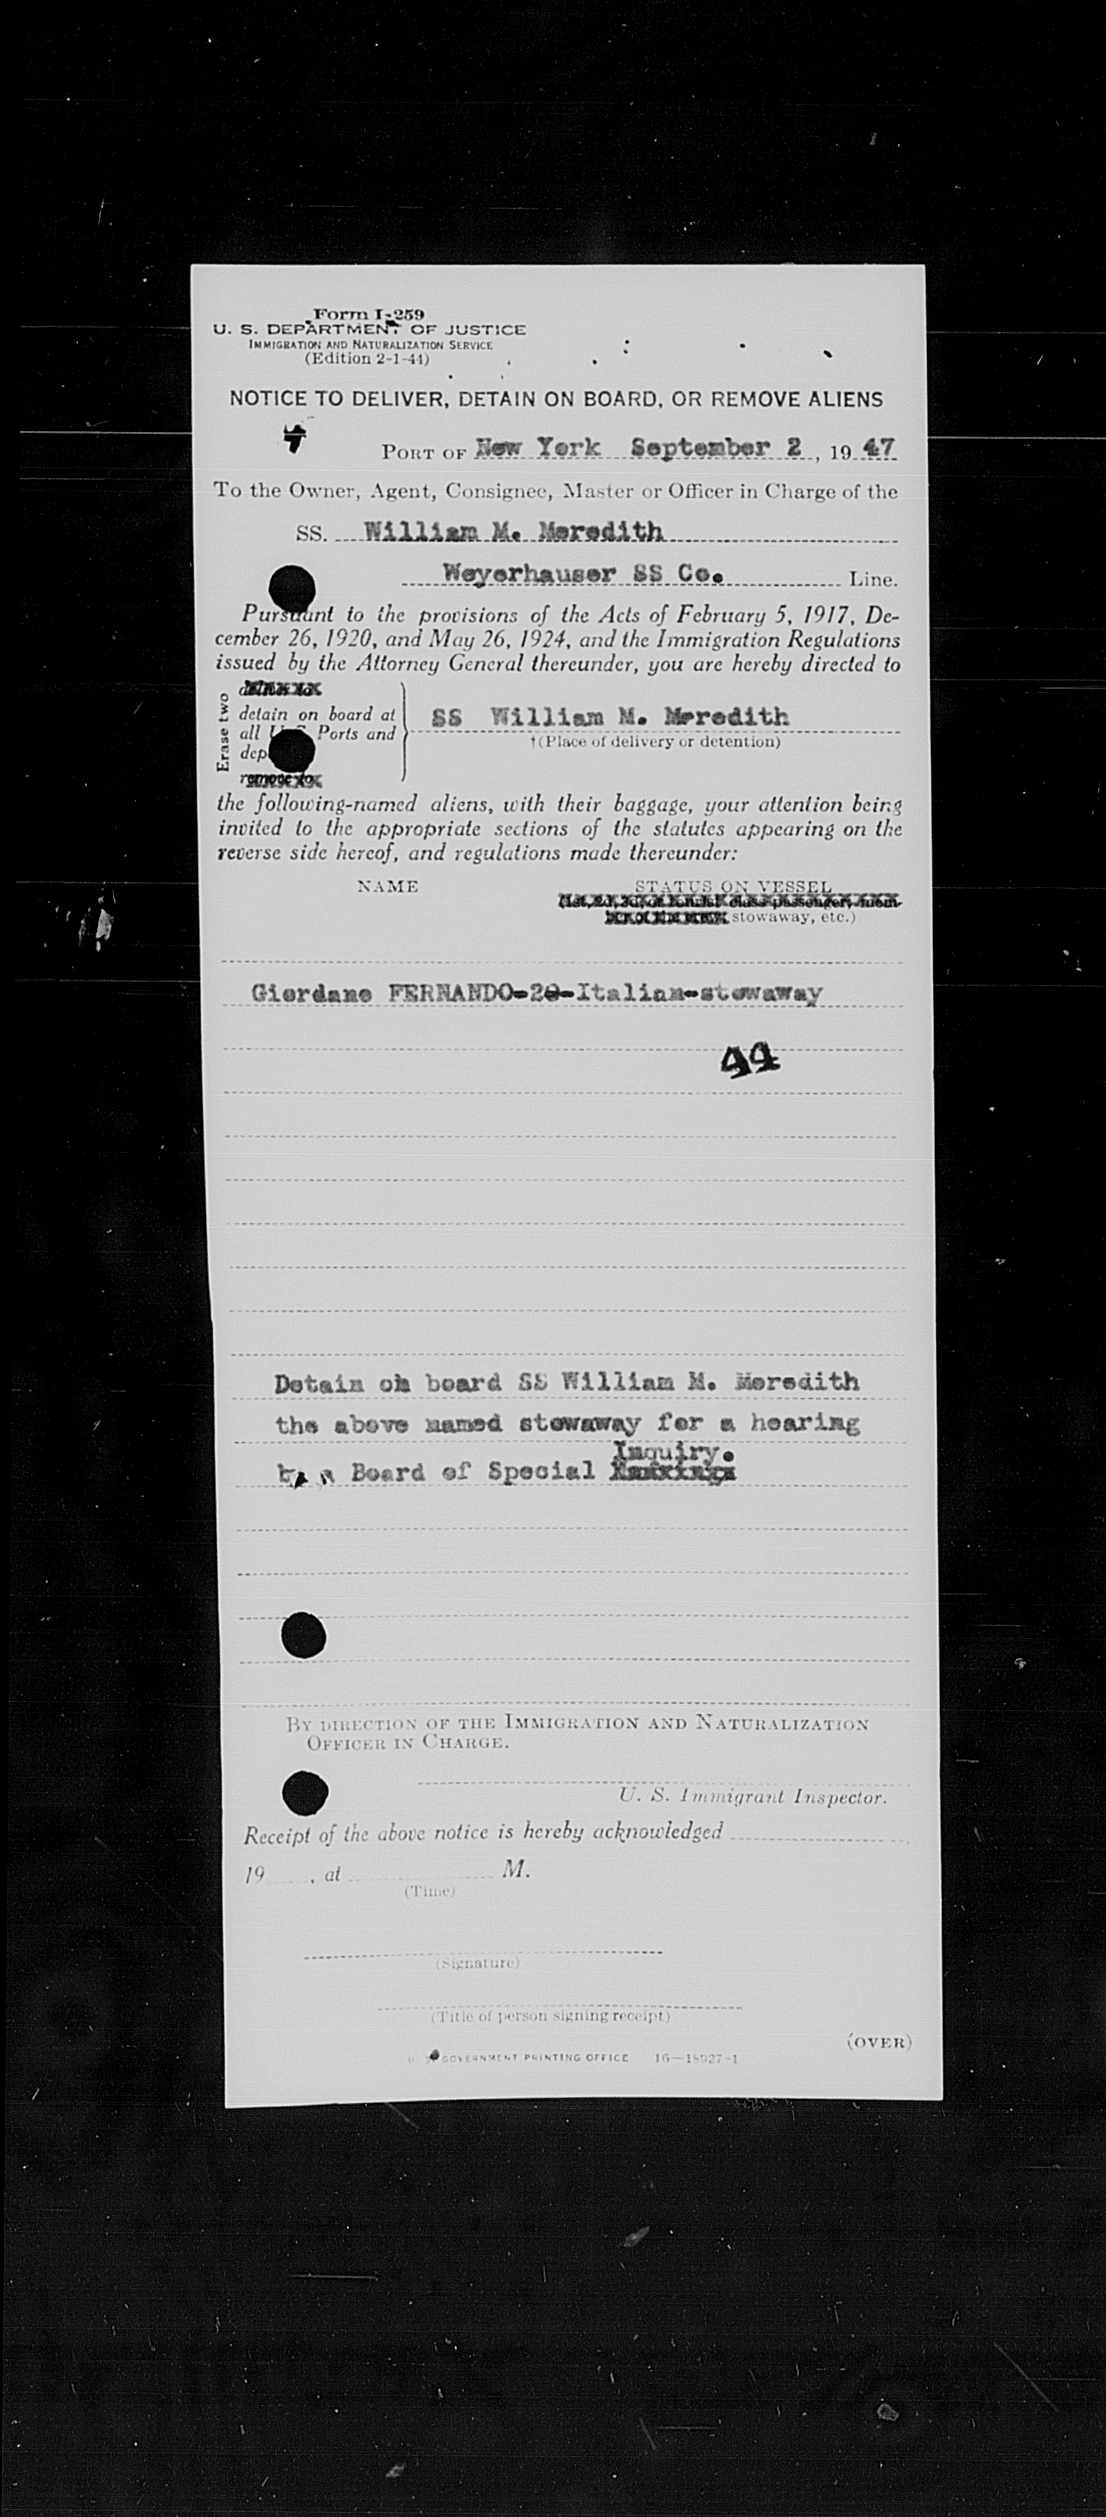 Form I-259
U. S. DEPARTMENT OF JUSTICE
IMMIGRATION AND NATURALIZATION SERVICE
(Edition 2-1-44)
NOTICE TO DELIVER, DETAIN ON BOARD, OR REMOVE ALIENS
PORT OF New York September 2, 1947
To the Owner, Agent, Consignee, Master or Officer in Charge of the
SS. William M. Meredith
Weyerhauser SS Co. Line.
Pursuant to the provisions of the Acts of February 5, 1917, De-
cember 26, 1920, and May 26, 1924, and the Immigration Regulations
issued by the Attorney General thereunder, you are hereby directed to
Erase two
detain on board at
all Ports and
SS William M. Meredith
†(Place of delivery or detention)
remove to
the following-named aliens, with their baggage, your attention being
invited to the appropriate sections of the statutes appearing on the
reverse side hereof, and regulations made thereunder:
NAME STATUS ON VESSEL
stowaway, etc.)
Giordano FERNANDO-20-Italian-stowaway
44
Detain on board SS William M. Meredith
the above named stowaway for a hearing
Inquiry.
a Board of Special
BY DIRECTION OF THE IMMIGRATION AND NATURALIZATION
OFFICER IN CHARGE.
U. S. Immigrant Inspector.
Receipt of the above notice is hereby acknowledged
19 , at M.
(Time)
(Signature)
(Title of person signing receipt)
(OVER)
GOVERNMENT PRINTING OFFICE 16—18927-1